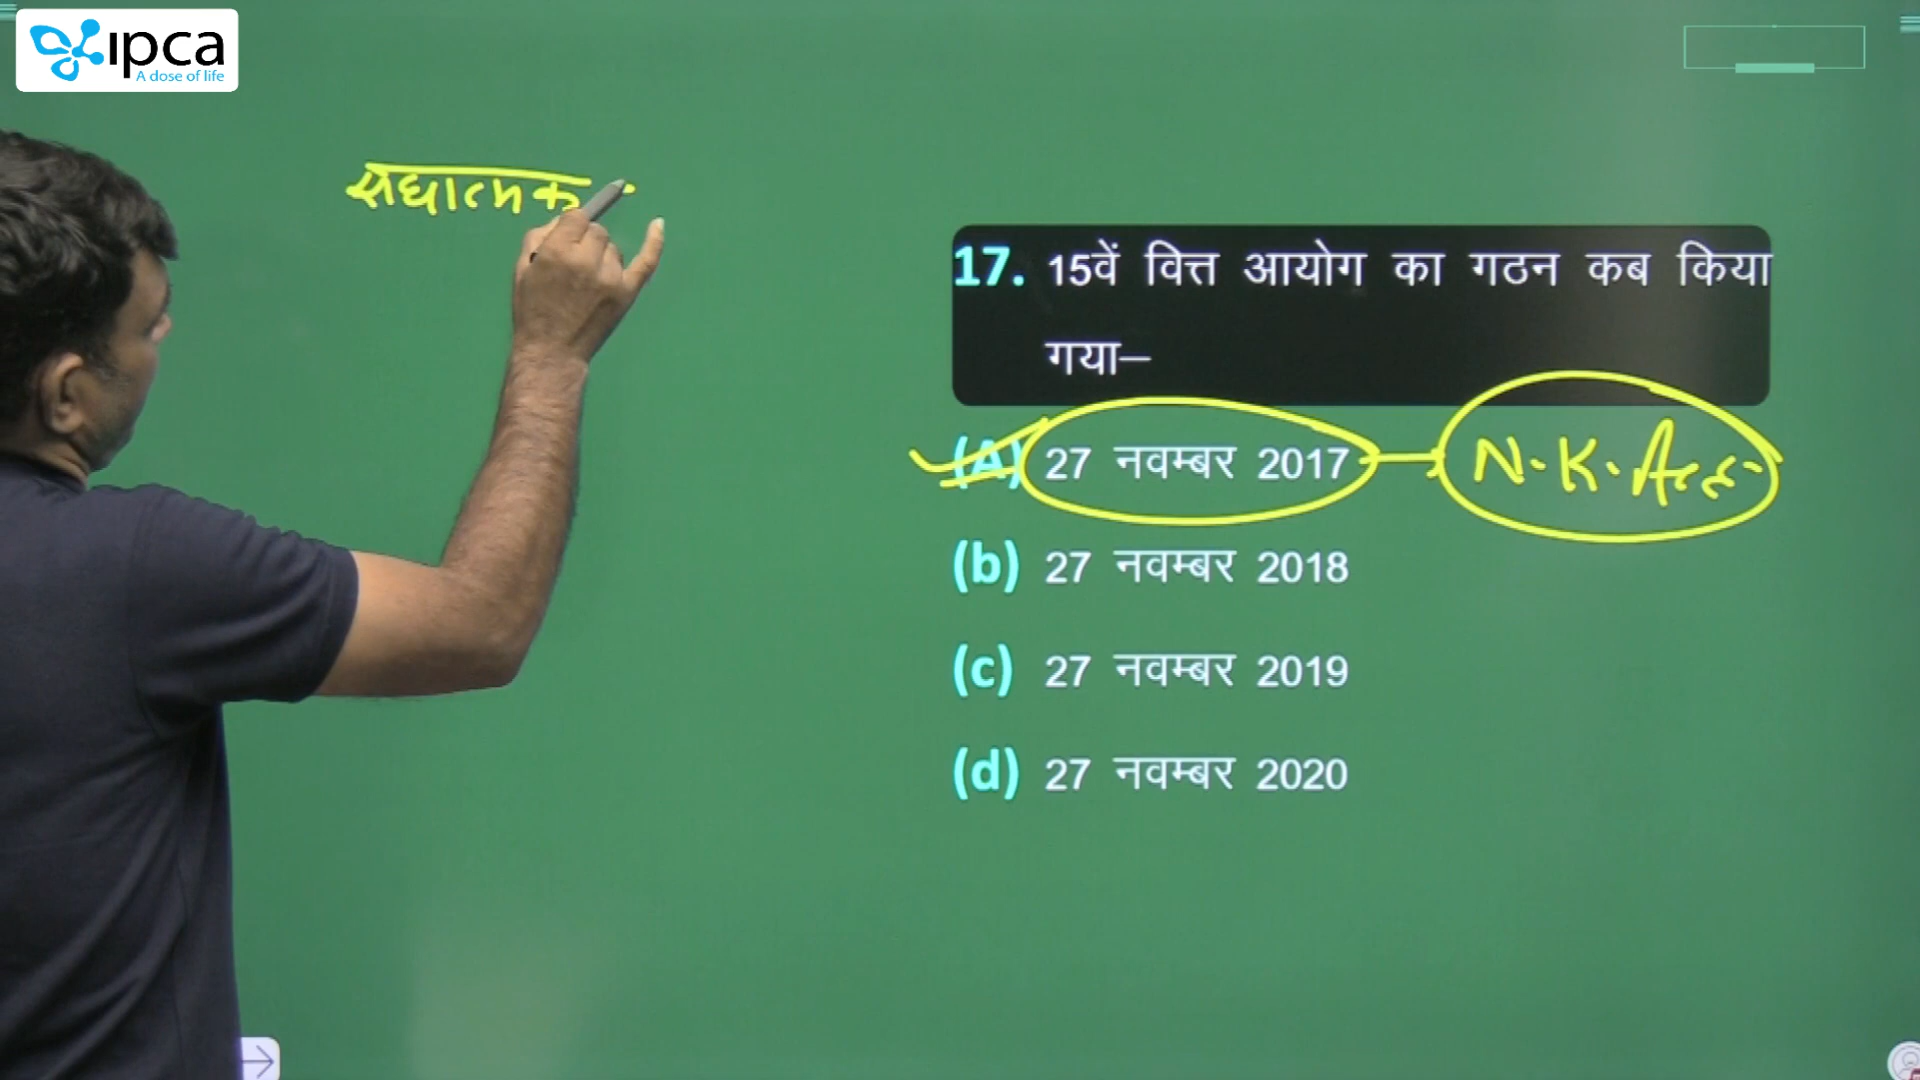 ipca
A dose of life
संघात्मक
17. 15वें वित्त आयोग का गठन कब किया
गया–
(A) 27 नवम्बर 2017 – N.K.
(b) 27 नवम्बर 2018
(c) 27 नवम्बर 2019
(d) 27 नवम्बर 2020